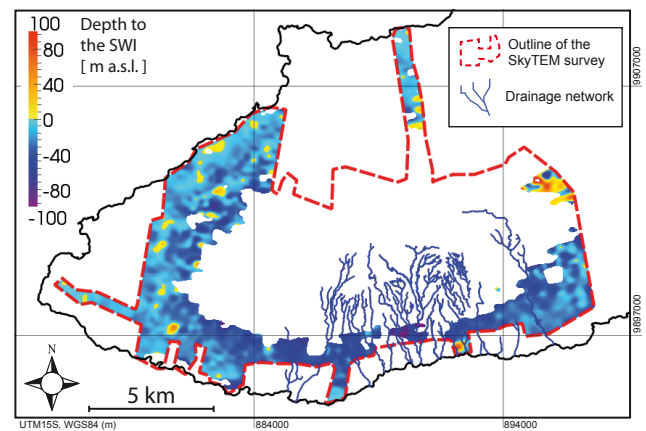 Depth to
the SWI
[ m a.s.l. ]
100
80
40
0
-40
-80
-100
Outline of the
SkyTEM survey
Drainage network
9907000
9897000
N
5 km
UTM15S, WGS84 (m)
884000
894000